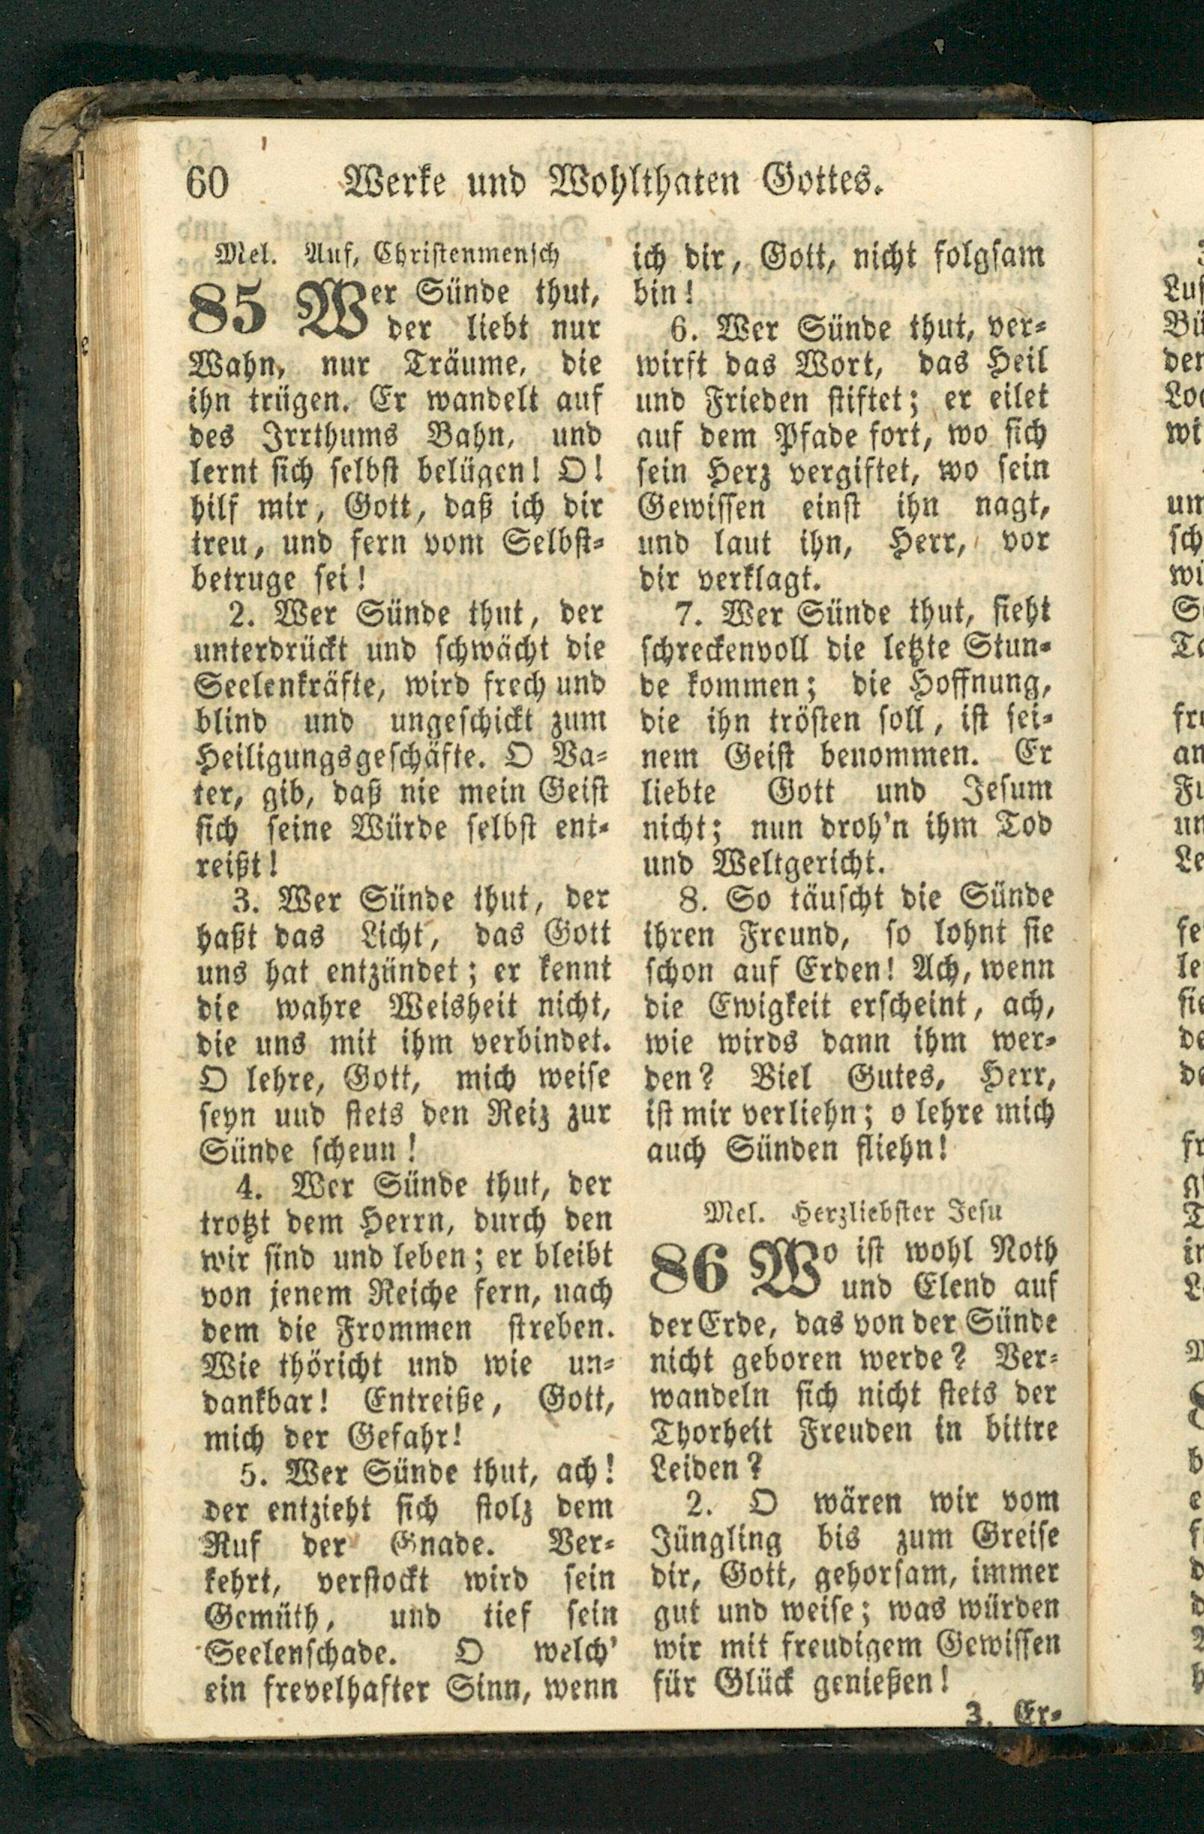 60 Werke und Wohlthaten Gottes.
Mel. Auf, Christenmensch
85 Wer Sünde thut,
der liebt nur
Wahn, nur Träume, die
ihn trügen. Er wandelt auf
des Irrthums Bahn, und
lernt sich selbst belügen! O!
hilf mir, Gott, daß ich dir
treu, und fern vom Selbst-
betruge sei!
2. Wer Sünde thut, der
unterdrückt und schwächt die
Seelenkräfte, wird frech und
blind und ungeschickt zum
Heiligungsgeschäfte. O Va-
ter, gib, daß nie mein Geist
sich seine Würde selbst ent-
reißt!
3. Wer Sünde thut, der
haßt das Licht, das Gott
uns hat entzündet; er kennt
die wahre Weisheit nicht,
die uns mit ihm verbindet.
O lehre, Gott, mich weise
seyn uud stets den Reiz zur
Sünde scheun!
4. Wer Sünde thut, der
trotzt dem Herrn, durch den
wir sind und leben; er bleibt
von jenem Reiche fern, nach
dem die Frommen streben.
Wie thöricht und wie un-
dankbar! Entreiße, Gott,
mich der Gefahr!
5. Wer Sünde thut, ach!
der entzieht sich stolz dem
Ruf der Gnade. Ver-
kehrt, verstockt wird sein
Gemüth, und tief sein
Seelenschade. O welch'
ein frevelhafter Sinn, wenn
ich dir, Gott, nicht folgsam
bin!
6. Wer Sünde thut, ver-
wirft das Wort, das Heil
und Frieden stiftet; er eilet
auf dem Pfade fort, wo sich
sein Herz vergiftet, wo sein
Gewissen einst ihn nagt,
und laut ihn, Herr, vor
dir verklagt.
7. Wer Sünde thut, sieht
schreckenvoll die letzte Stun-
de kommen; die Hoffnung,
die ihn trösten soll, ist sei-
nem Geist benommen. Er
liebte Gott und Jesum
nicht; nun droh'n ihm Tod
und Weltgericht.
8. So täuscht die Sünde
ihren Freund, so lohnt sie
schon auf Erden! Ach, wenn
die Ewigkeit erscheint, ach,
wie wirds dann ihm wer-
den? Viel Gutes, Herr,
ist mir verliehn; o lehre mich
auch Sünden fliehn!
Mel. Herzliebster Jesu
86 Wo ist wohl Noth
und Elend auf
der Erde, das von der Sünde
nicht geboren werde? Ver-
wandeln sich nicht stets der
Thorheit Freuden in bittre
Leiden?
2. O wären wir vom
Jüngling bis zum Greise
dir, Gott, gehorsam, immer
gut und weise; was würden
wir mit freudigem Gewissen
für Glück genießen!
3. Er-